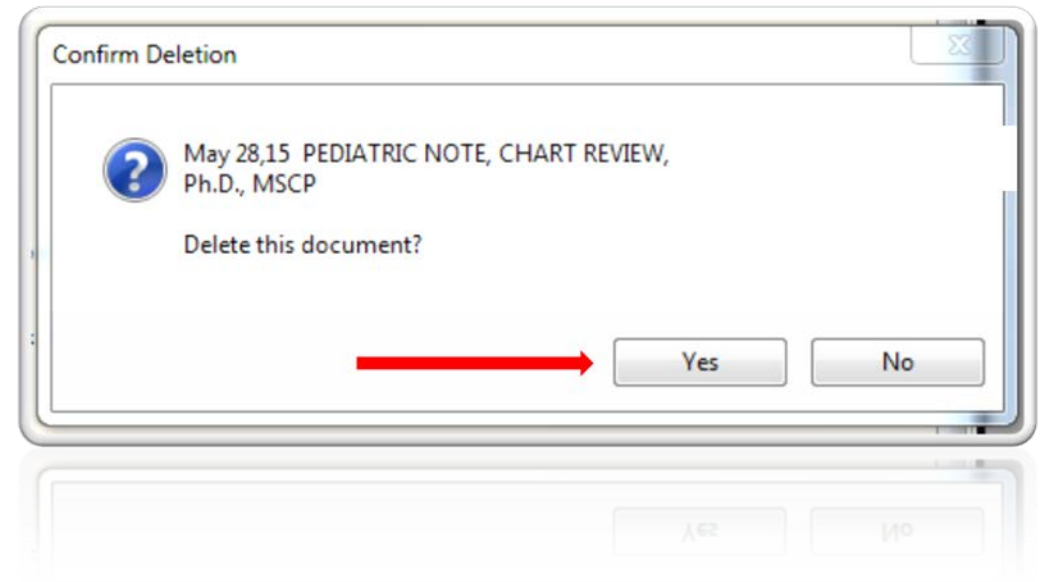 Confirm Deletion
May 28,15 PEDIATRIC NOTE, CHART REVIEW,
Ph.D., MSCP
Delete this document?
Yes
No